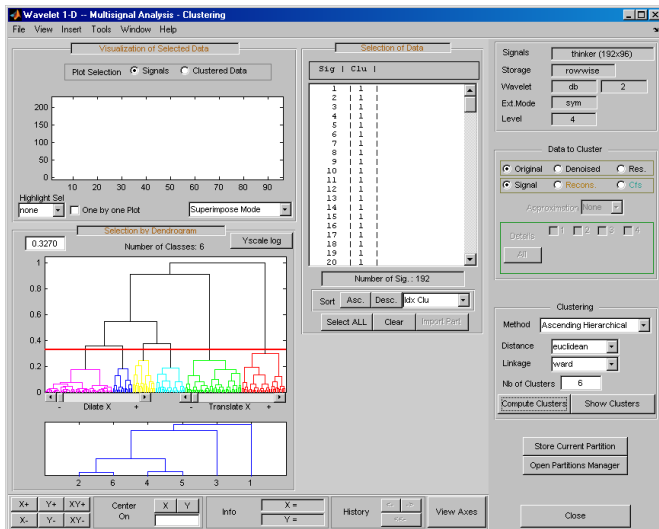 Wavelet 1-D -- Multisignal Analysis - Clustering
File View Insert Tools Window Help
Visualization of Selected Data
Plot Selection Signals Clustered Data
200
150
100
50
0
10 20 30 40 50 60 70 80 90
Highlight Sel
none One by one Plot Superimpose Mode
Selection by Dendrogram
0.3270 Number of Classes: 6 Yscale log
1
0.8
0.6
0.4
0.2
0
- Dilate X + - Translate X +
2 6 4 5 3 1
Selection of Data
Sig | Clu |
1 | 1 |
2 | 1 |
3 | 1 |
4 | 1 |
5 | 1 |
6 | 1 |
7 | 1 |
8 | 1 |
9 | 1 |
10 | 1 |
11 | 1 |
12 | 1 |
13 | 1 |
14 | 1 |
15 | 1 |
16 | 1 |
17 | 1 |
18 | 1 |
19 | 1 |
20 | 1 |
Number of Sig.: 192
Sort Asc. Desc. Idx Clu
Select ALL Clear Import Part
Signals thinker (192x96)
Storage rowwise
Wavelet db 2
Ext.Mode sym
Level 4
Data to Cluster
Original Denoised Res.
Signal Recons. Cfs
Approximation None
Details 1 2 3 4
All
Clustering
Method Ascending Hierarchical
Distance euclidean
Linkage ward
Nb of Clusters 6
Compute Clusters Show Clusters
Store Current Partition
Open Partitions Manager
Close
X+ Y+ XY+
X- Y- XY-
Center On X Y
Info X =
Y =
History <- ->
<<-
View Axes